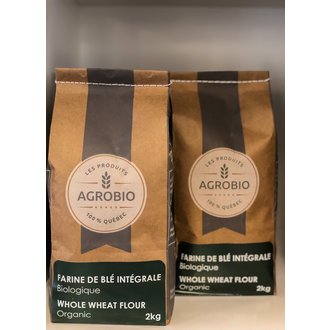 LES PRODUITS
AGROBIO
100 % QUÉBEC
FARINE DE BLÉ INTÉGRALE
Biologique
WHOLE WHEAT FLOUR
Organic
2kg
LES PRODUITS
AGROBIO
100 % QUÉBEC
FARINE DE BLÉ INTÉGRALE
Biologique
WHOLE WHEAT FLOUR
Organic
2kg